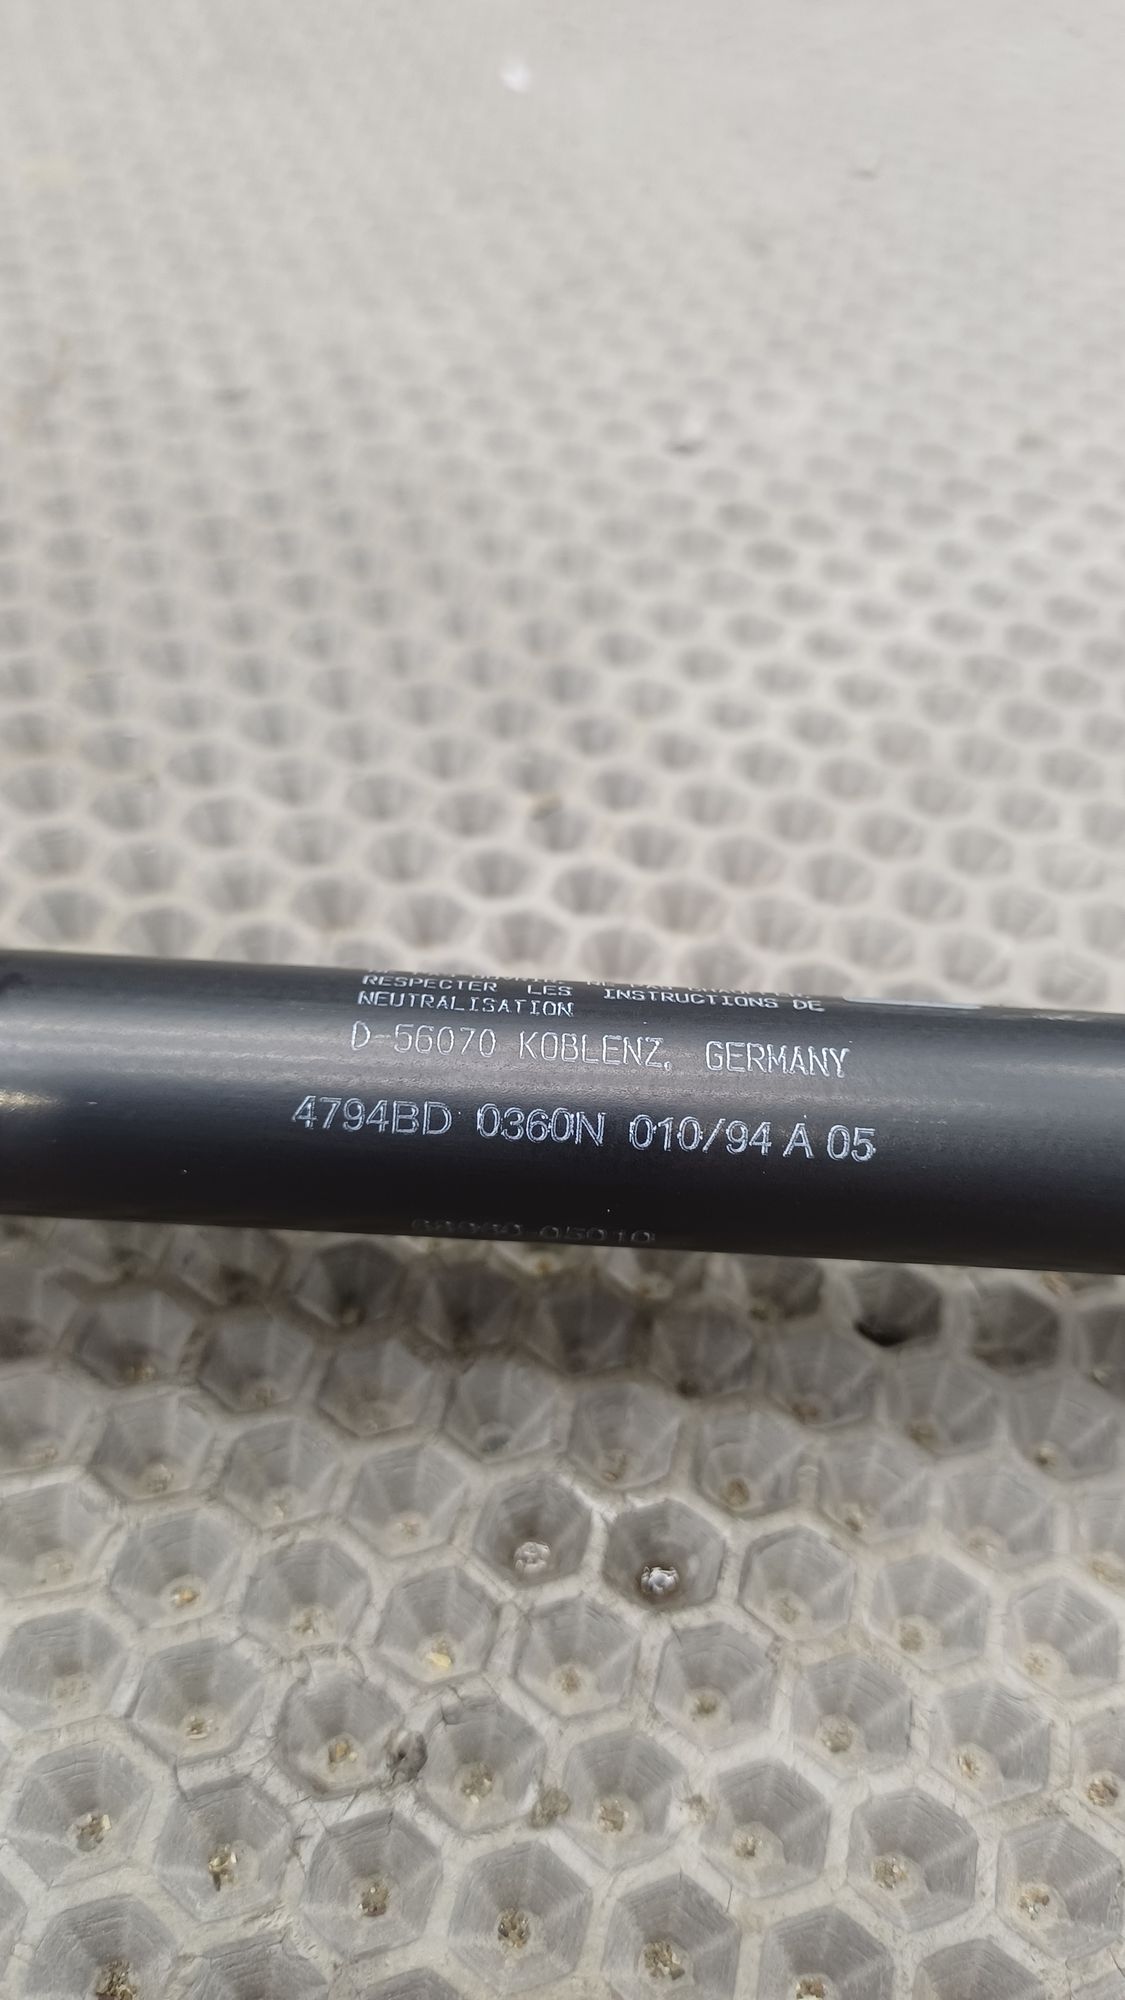 RESPECTER LES INSTRUCTIONS DE
NEUTRALISATION
D-56070 KOBLENZ, GERMANY
4794BD 0360N 010/94 A 05